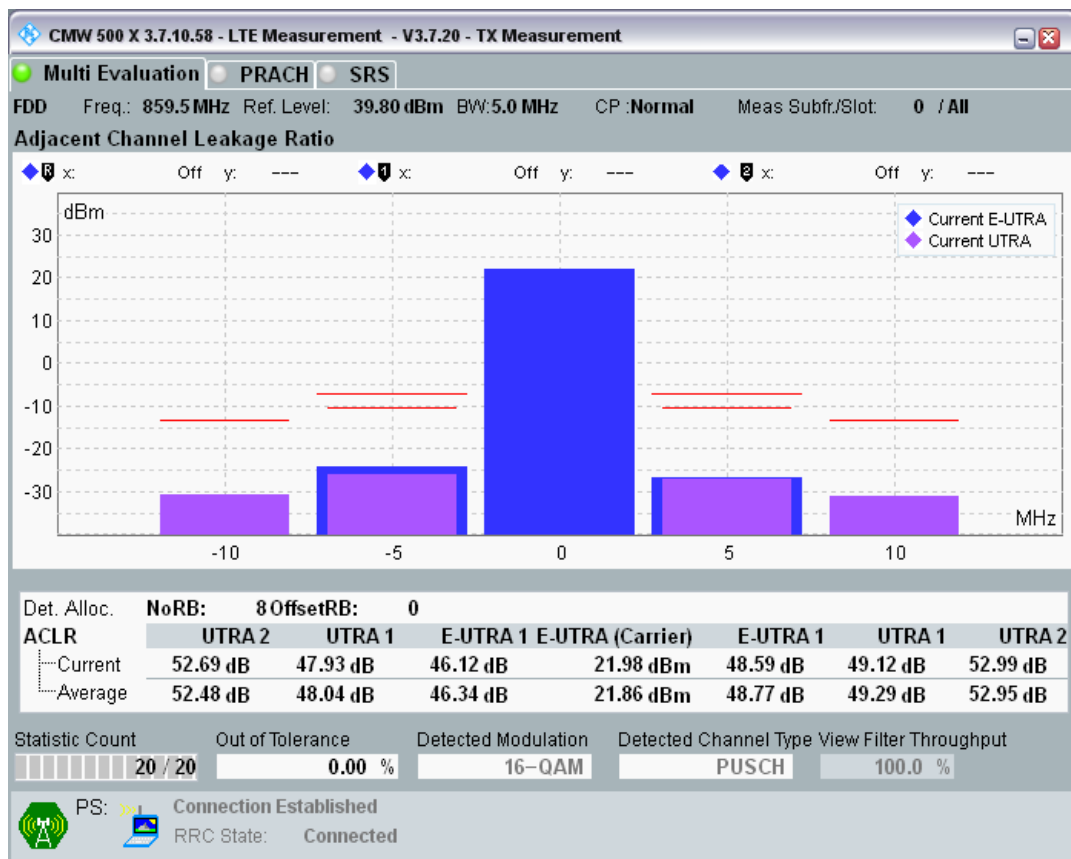 CMW 500 X 3.7.10.58 - LTE Measurement - V3.7.20 - TX Measurement
Multi Evaluation PRACH SRS
FDD Freq.: 859.5 MHz Ref. Level: 39.80 dBm BW:5.0 MHz CP :Normal Meas Subfr./Slot: 0 / All
Adjacent Channel Leakage Ratio
R x: Off y: --- 1 x: Off y: --- 2 x: Off y: ---
dBm
Current E-UTRA
Current UTRA
30
20
10
0
-10
-20
-30
MHz
-10 -5 0 5 10
Det. Alloc. NoRB: 8 OffsetRB: 0
ACLR UTRA 2 UTRA 1 E-UTRA 1 E-UTRA (Carrier) E-UTRA 1 UTRA 1 UTRA 2
Current 52.69 dB 47.93 dB 46.12 dB 21.98 dBm 48.59 dB 49.12 dB 52.99 dB
Average 52.48 dB 48.04 dB 46.34 dB 21.86 dBm 48.77 dB 49.29 dB 52.95 dB
Statistic Count Out of Tolerance Detected Modulation Detected Channel Type View Filter Throughput
20 / 20 0.00 % 16-QAM PUSCH 100.0 %
PS: Connection Established
RRC State: Connected